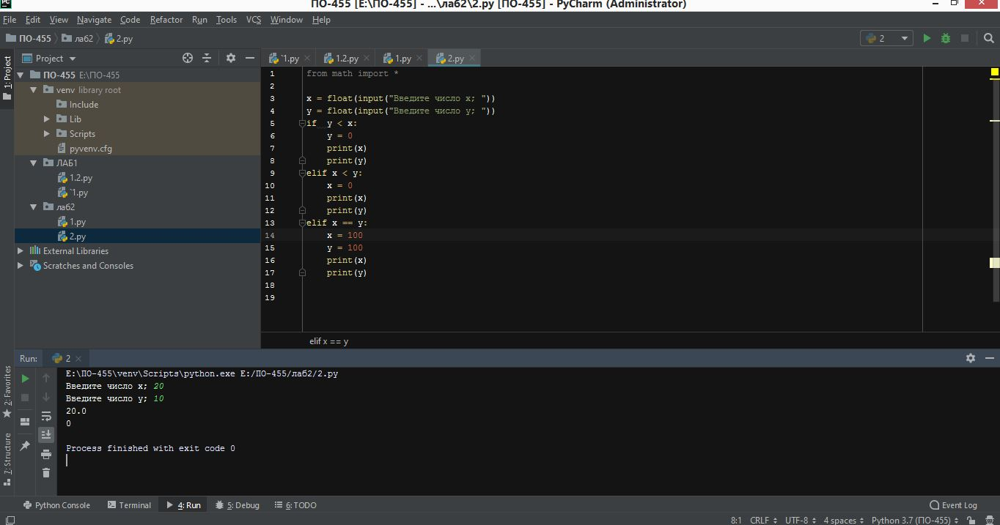 PC
ПО-455 [E:\ПО-455] - ...\лаб2\2.py [ПО-455] - PyCharm (Administrator)
File Edit View Navigate Code Refactor Run Tools VCS Window Help
ПО-455 лаб2 2.py
2
Project
`1.py 1.2.py 1.py 2.py
1: Project
ПО-455 E:\ПО-455
venv library root
Include
Lib
Scripts
pyvenv.cfg
ЛАБ1
1.2.py
`1.py
лаб2
1.py
2.py
External Libraries
Scratches and Consoles
1 from math import *
2
3 x = float(input("Введите число x; "))
4 y = float(input("Введите число y; "))
5 if  y < x:
6     y = 0
7     print(x)
8     print(y)
9 elif x < y:
10     x = 0
11     print(x)
12     print(y)
13 elif x == y:
14     x = 100
15     y = 100
16     print(x)
17     print(y)
18
19
elif x == y
Run: 2
E:\ПО-455\venv\Scripts\python.exe E:/ПО-455/лаб2/2.py
Введите число x; 20
Введите число y; 10
20.0
0
Process finished with exit code 0
2: Favorites
7: Structure
Python Console Terminal 4: Run 5: Debug 6: TODO Event Log
8:1 CRLF UTF-8 4 spaces Python 3.7 (ПО-455)